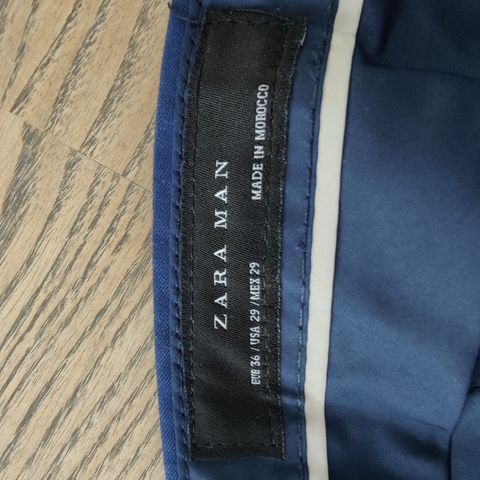 ZARA MAN
EUR 36 / USA 29 / MEX 29
MADE IN MOROCCO